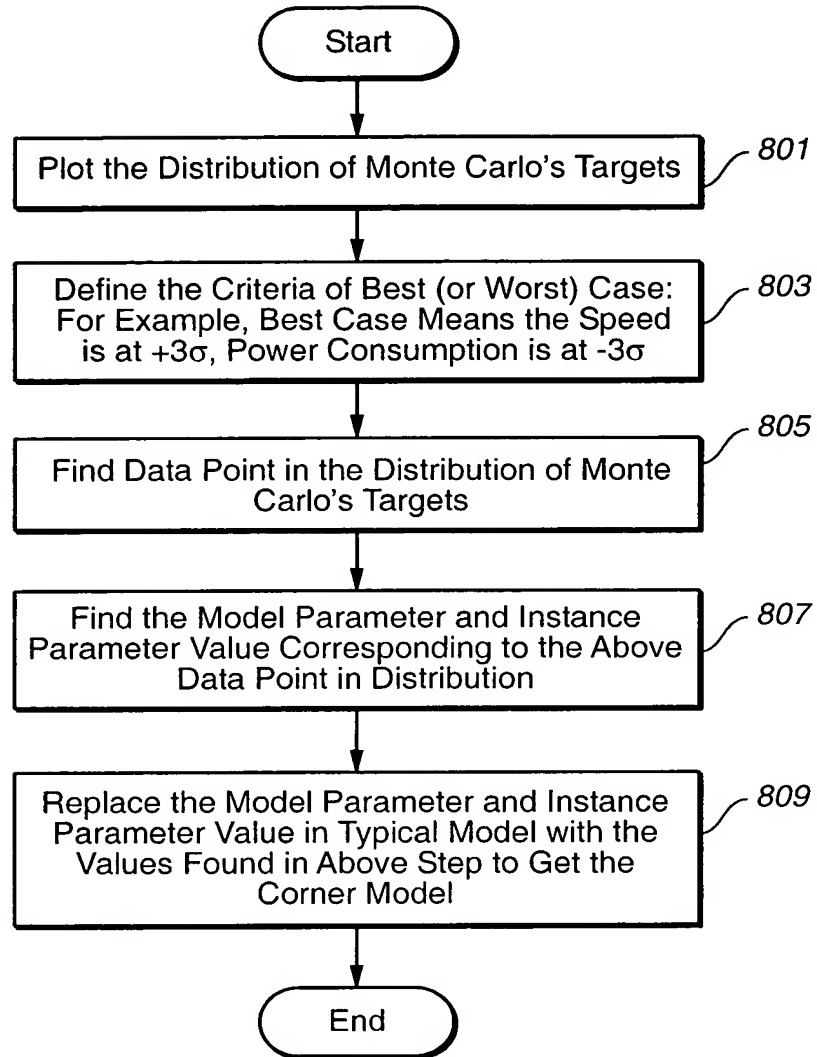 Start
Plot the Distribution of Monte Carlo's Targets
801
Define the Criteria of Best (or Worst) Case:
For Example, Best Case Means the Speed
is at +3σ, Power Consumption is at -3σ
803
Find Data Point in the Distribution of Monte
Carlo's Targets
805
Find the Model Parameter and Instance
Parameter Value Corresponding to the Above
Data Point in Distribution
807
Replace the Model Parameter and Instance
Parameter Value in Typical Model with the
Values Found in Above Step to Get the
Corner Model
809
End